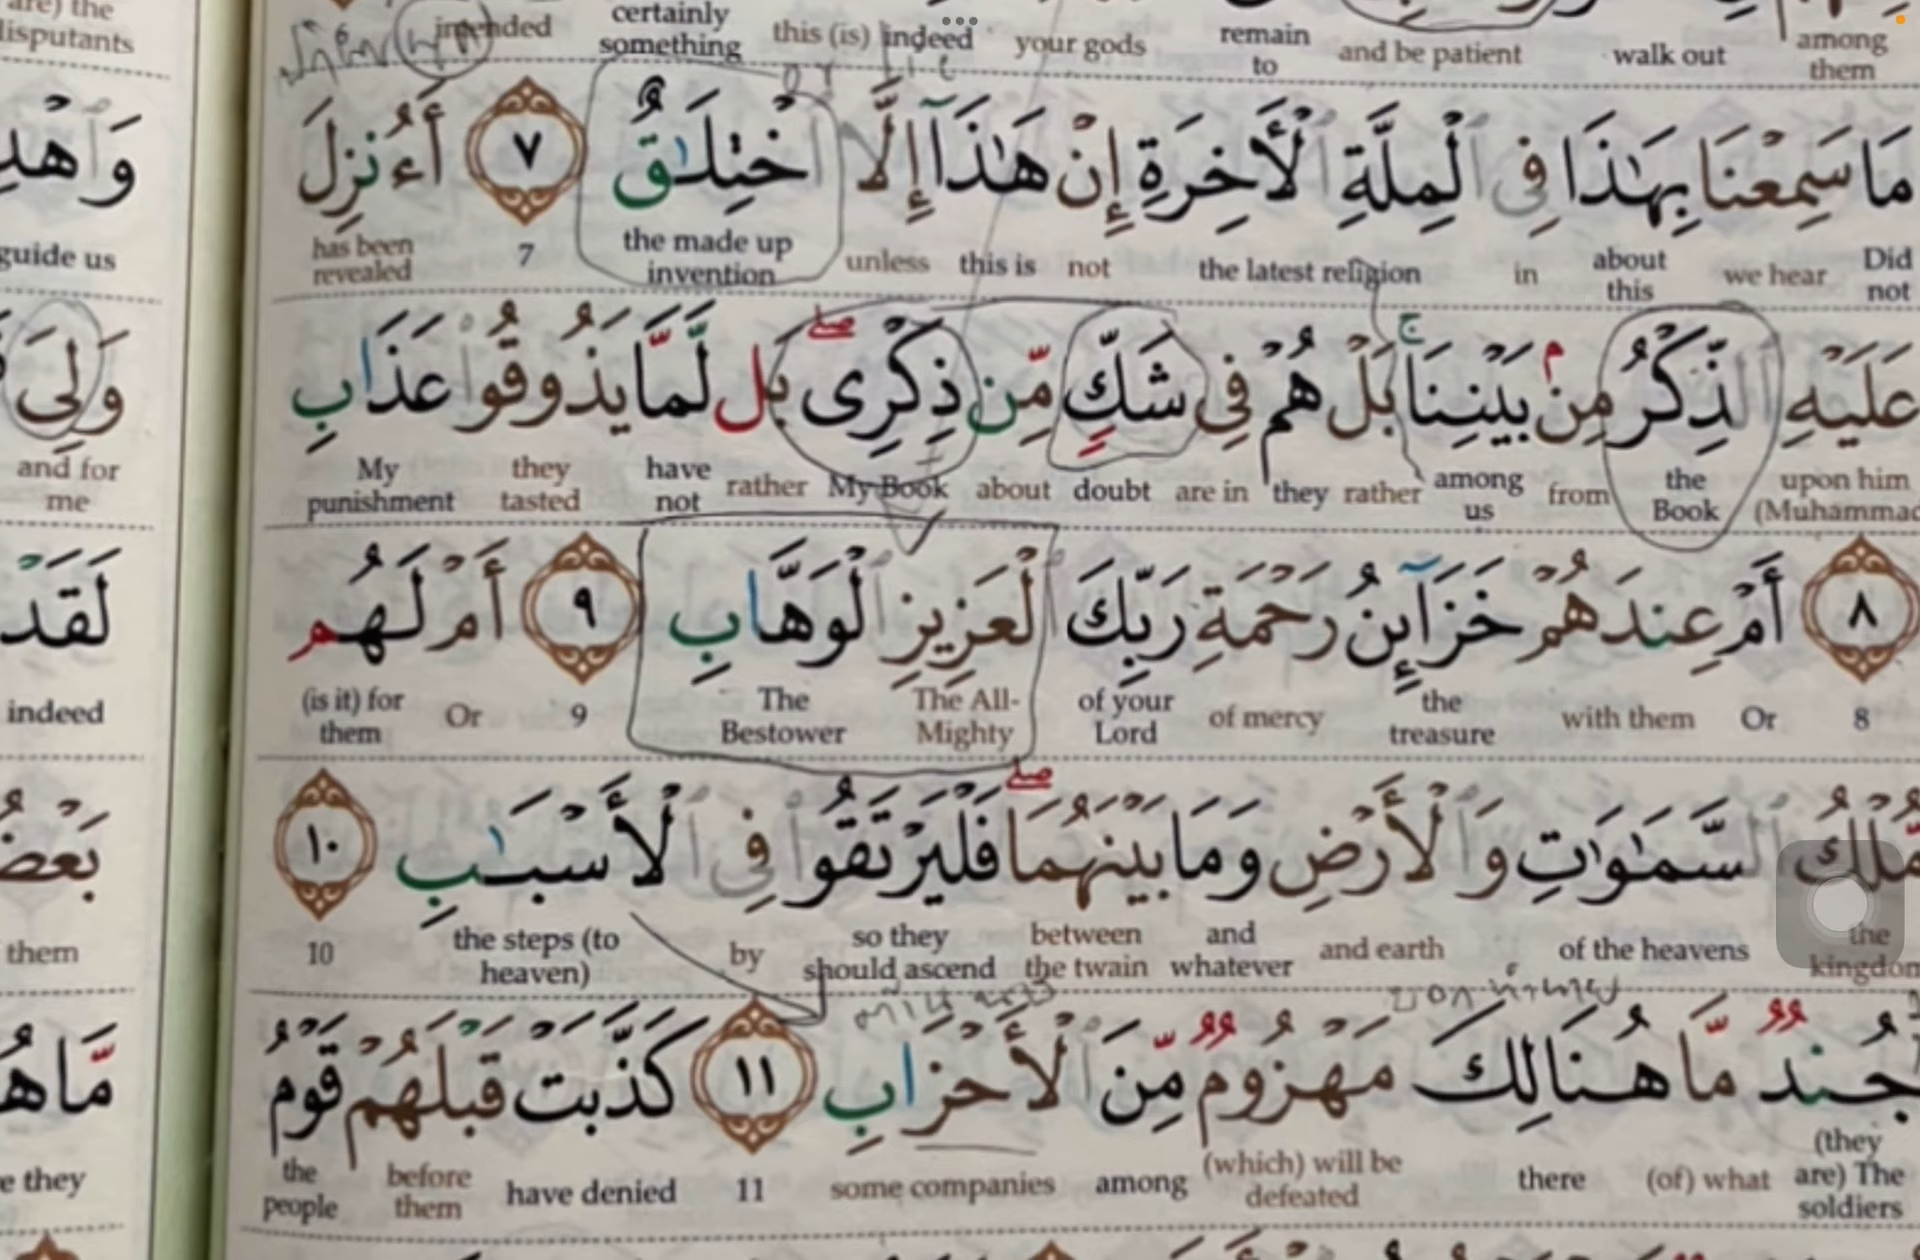 certainly
intended something this (is) indeed your gods remain to and be patient walk out among them
مَا سَمِعْنَا بِهَٰذَا فِى ٱلْمِلَّةِ ٱلْأَخِرَةِ إِنْ هَٰذَآ إِلَّا ٱخْتِلَٰقٌ ٧ أَءُنزِلَ
Did not we hear about this in the latest religion not this is unless the made up invention 7 has been revealed
عَلَيْهِ ٱلذِّكْرُ مِنۢ بَيْنِنَا ۚ بَلْ هُمْ فِى شَكٍّ مِّن ذِكْرِى ۖ بَل لَّمَّا يَذُوقُوا۟ عَذَابِ
upon him from the Book among us rather they are in doubt about My Book rather have not they tasted My punishment
٨ أَمْ عِندَهُمْ خَزَآئِنُ رَحْمَةِ رَبِّكَ ٱلْعَزِيزِ ٱلْوَهَّابِ ٩ أَمْ لَهُم
8 Or with them the treasure of mercy of your Lord The All-Mighty The Bestower 9 Or (is it) for them
مُّلْكُ ٱلسَّمَٰوَٰتِ وَٱلْأَرْضِ وَمَا بَيْنَهُمَا ۖ فَلْيَرْتَقُوا۟ فِى ٱلْأَسْبَٰبِ ١٠
the of the heavens and earth and whatever between the twain so they should ascend by the steps (to heaven) 10
جُندٌ مَّا هُنَالِكَ مَهْزُومٌ مِّنَ ٱلْأَحْزَابِ ١١ كَذَّبَتْ قَبْلَهُمْ قَوْمُ
(they are) The soldiers (of) what there (which) will be defeated among some companies 11 have denied before them the people
the
disputants
guide us
وَلِىَ
and for me
لَقَدْ
indeed
بَعْضُ
them
they